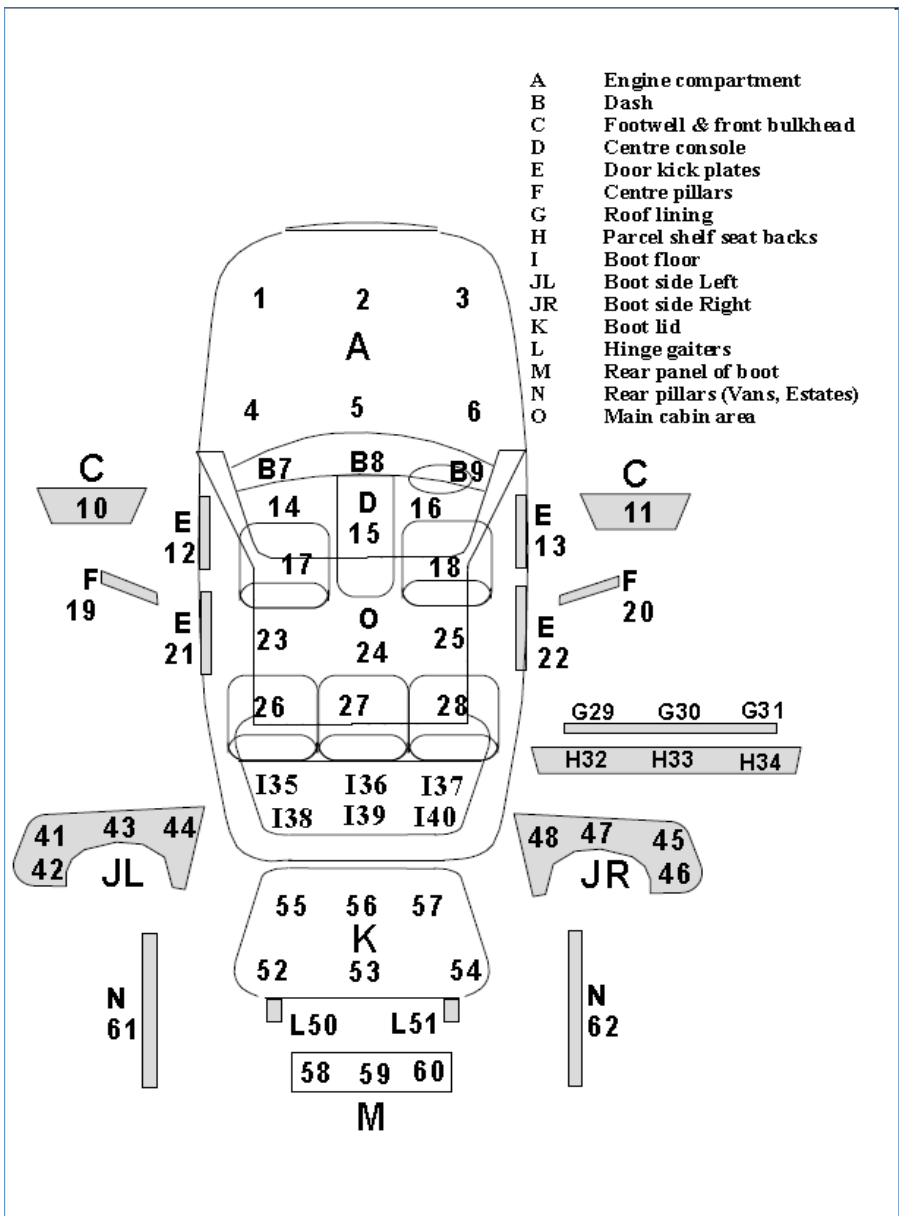 A Engine compartment
B Dash
C Footwell & front bulkhead
D Centre console
E Door kick plates
F Centre pillars
G Roof lining
H Parcel shelf seat backs
I Boot floor
JL Boot side Left
JR Boot side Right
K Boot lid
L Hinge gaiters
M Rear panel of boot
N Rear pillars (Vans, Estates)
O Main cabin area
1 2 3
A
4 5 6
B7 B8 B9
C C
10 11
14 D 16
15
E E
12 13
17 18
F F
19 20
O
E E
21 22
23 24 25
26 27 28
G29 G30 G31
H32 H33 H34
I35 I36 I37
I38 I39 I40
41 43 44
42 JL
48 47 45
JR 46
55 56 57
K
52 53 54
N N
61 62
L50 L51
58 59 60
M